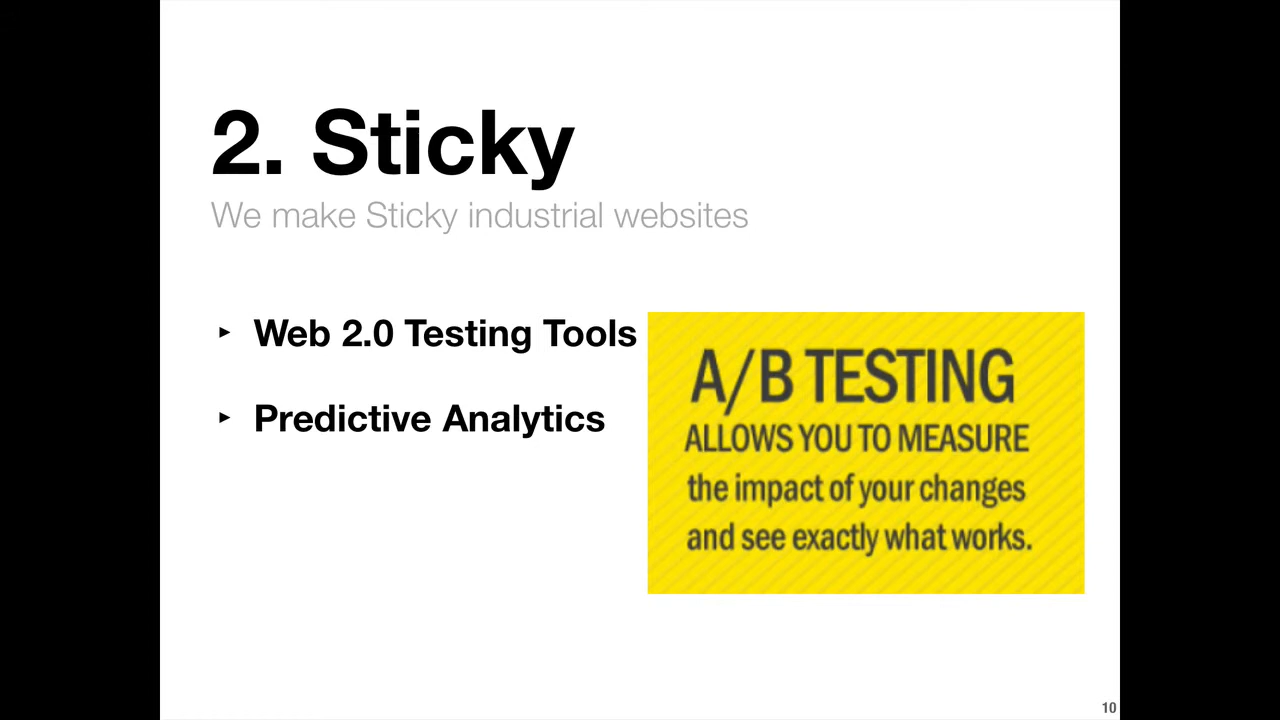 2. Sticky
We make Sticky industrial websites
‣ Web 2.0 Testing Tools
‣ Predictive Analytics
A/B TESTING
ALLOWS YOU TO MEASURE
the impact of your changes
and see exactly what works.
10